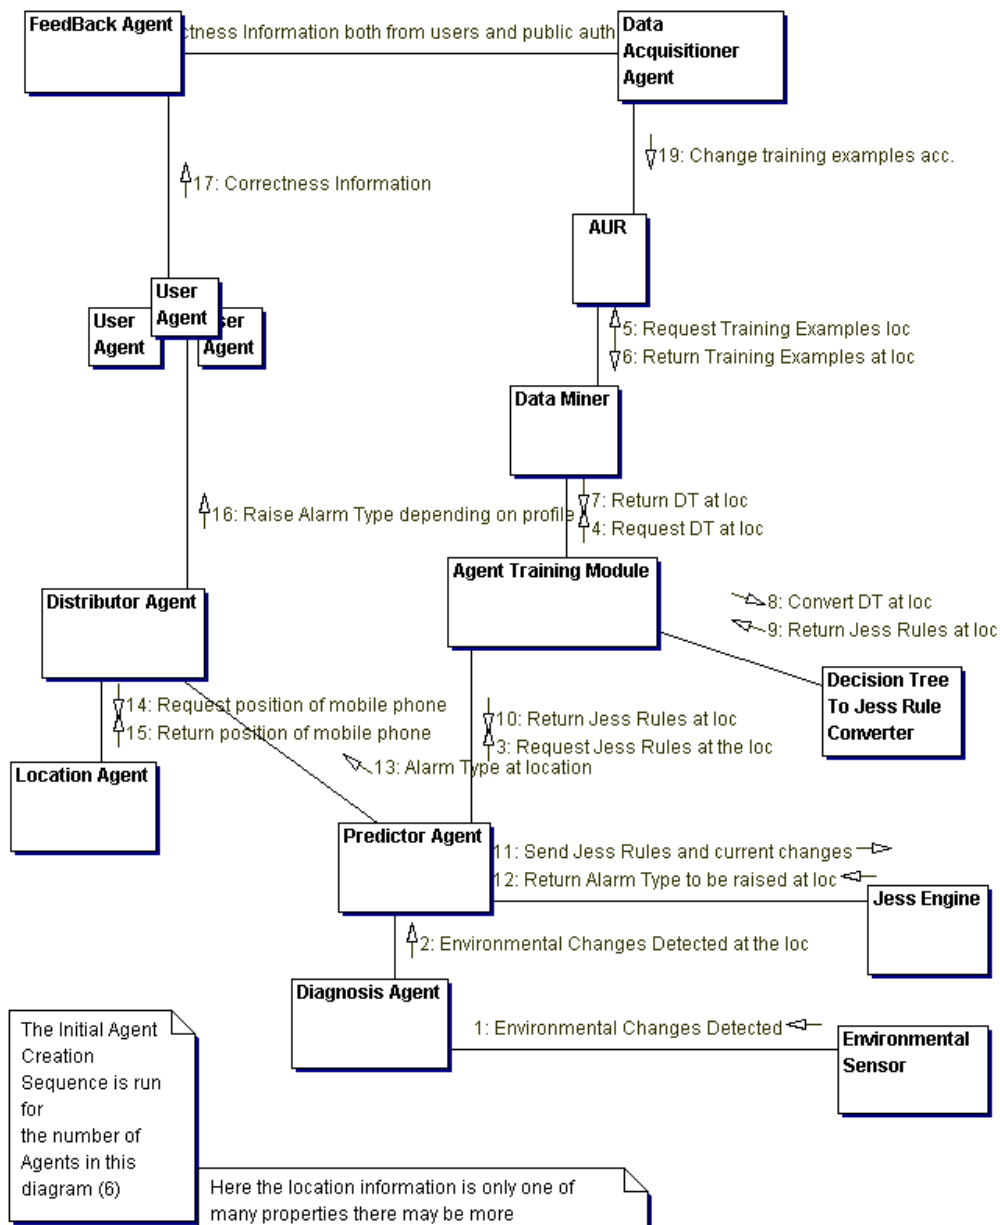 FeedBack Agent
ctness Information both from users and public auth
Data
Acquisitioner
Agent
19: Change training examples acc.
17: Correctness Information
AUR
User
Agent
User
Agent
ser
Agent
5: Request Training Examples loc
6: Return Training Examples at loc
Data Miner
7: Return DT at loc
16: Raise Alarm Type depending on profile
4: Request DT at loc
Agent Training Module
Distributor Agent
8: Convert DT at loc
9: Return Jess Rules at loc
Decision Tree
To Jess Rule
Converter
14: Request position of mobile phone
15: Return position of mobile phone
10: Return Jess Rules at loc
3: Request Jess Rules at the loc
13: Alarm Type at location
Location Agent
Predictor Agent
11: Send Jess Rules and current changes
12: Return Alarm Type to be raised at loc
Jess Engine
2: Environmental Changes Detected at the loc
Diagnosis Agent
1: Environmental Changes Detected
Environmental
Sensor
The Initial Agent
Creation
Sequence is run
for
the number of
Agents in this
diagram (6)
Here the location information is only one of
many properties there may be more